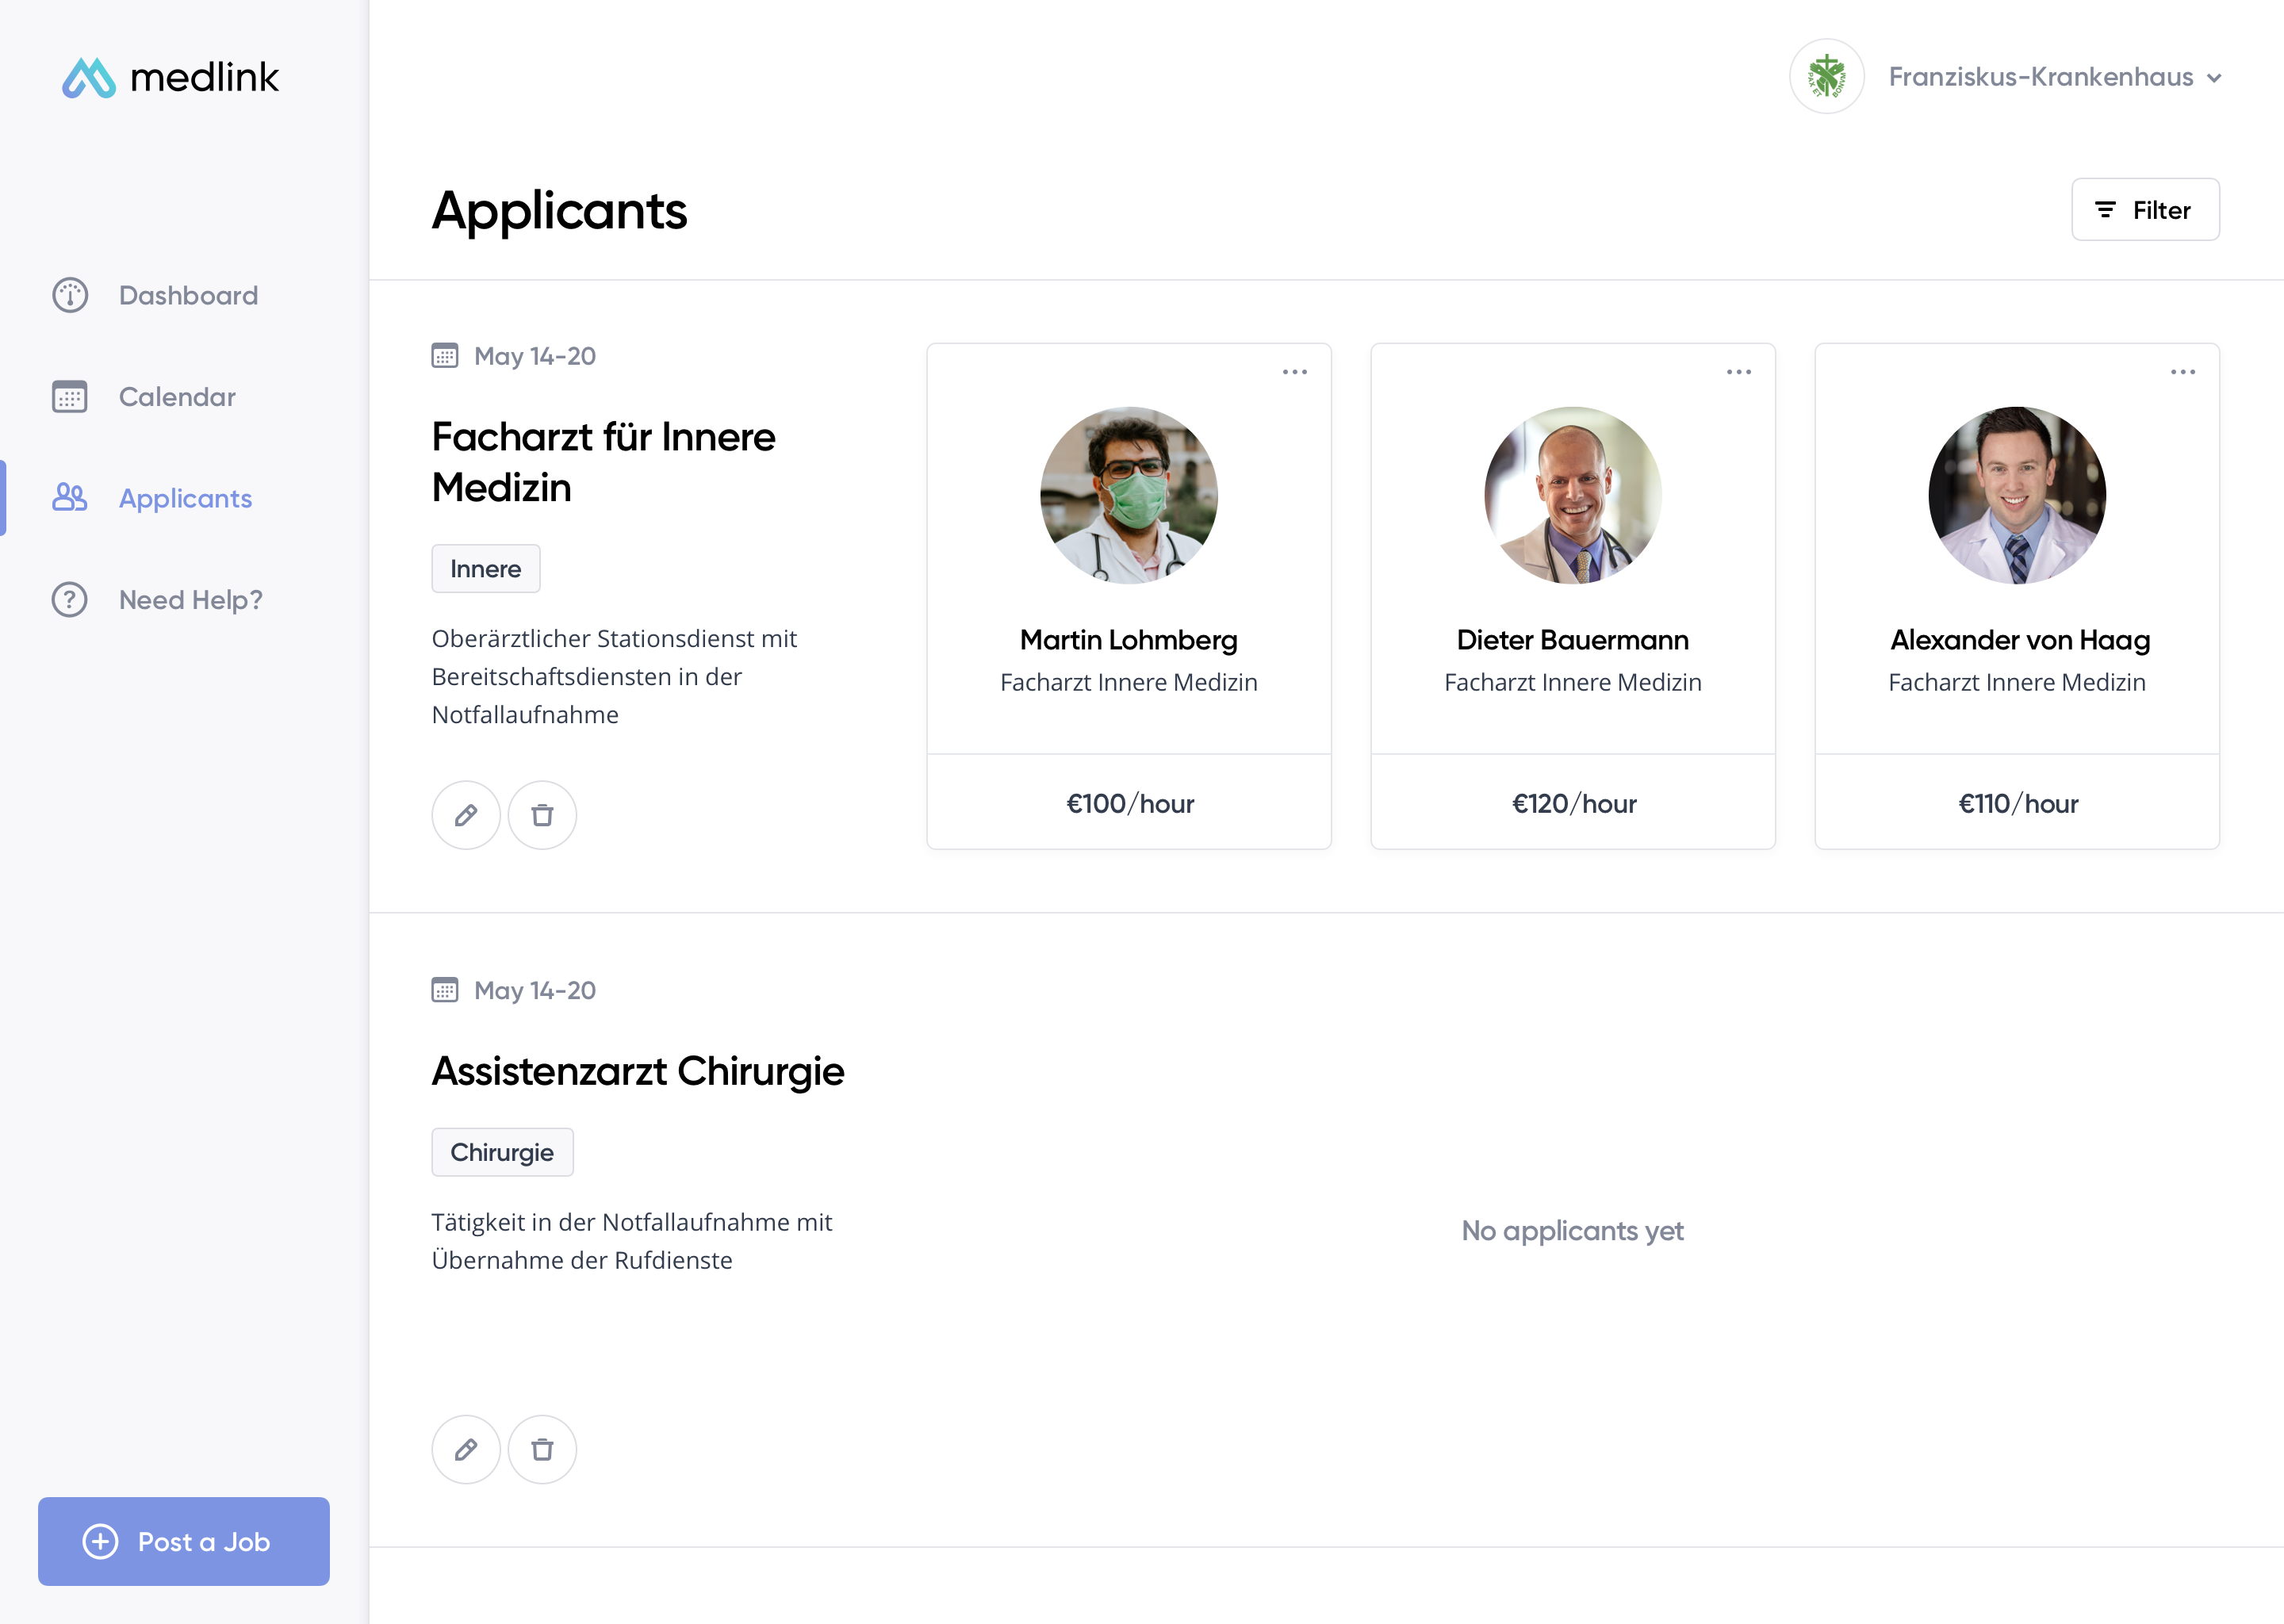 medlink
Franziskus-Krankenhaus
PAX ET BONUM
Applicants
Filter
Dashboard
Calendar
Applicants
Need Help?
May 14-20
Facharzt für Innere
Medizin
Innere
Oberärztlicher Stationsdienst mit
Bereitschaftsdiensten in der
Notfallaufnahme
Martin Lohmberg
Facharzt Innere Medizin
€100/hour
Dieter Bauermann
Facharzt Innere Medizin
€120/hour
Alexander von Haag
Facharzt Innere Medizin
€110/hour
May 14-20
Assistenzarzt Chirurgie
Chirurgie
Tätigkeit in der Notfallaufnahme mit
Übernahme der Rufdienste
No applicants yet
Post a Job